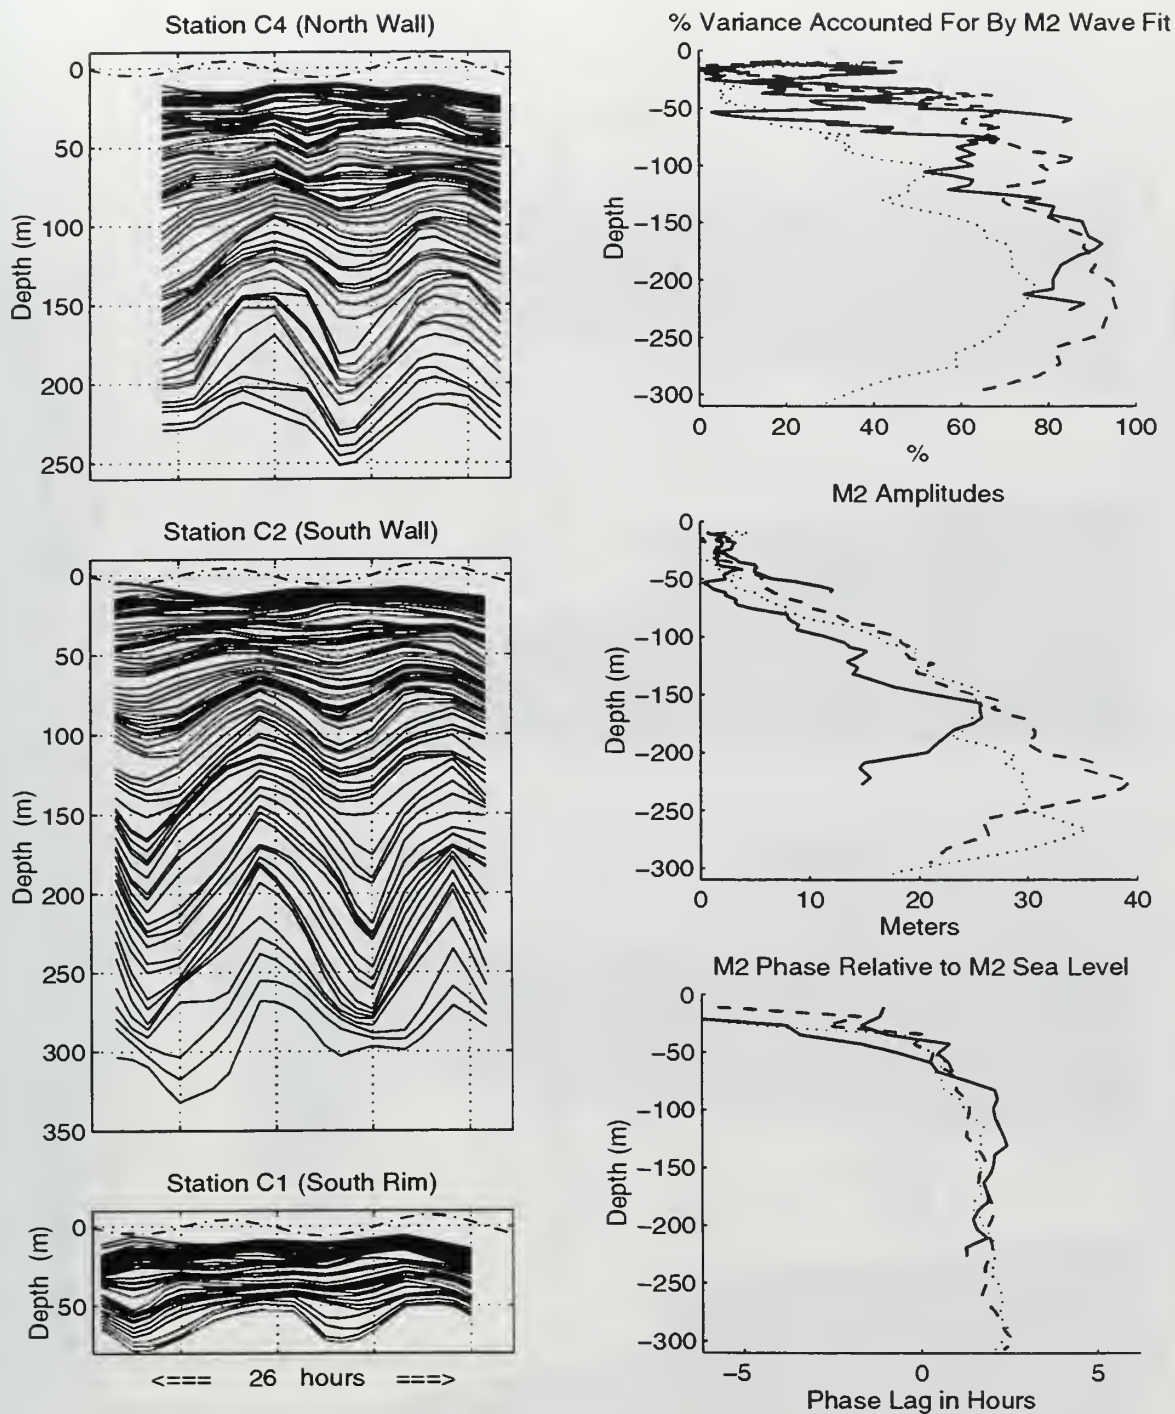 Station C4 (North Wall)
0
50
100
150
200
250
Depth (m)
Station C2 (South Wall)
0
50
100
150
200
250
300
350
Depth (m)
Station C1 (South Rim)
0
50
Depth (m)
<=== 26 hours ===>
% Variance Accounted For By M2 Wave Fit
0
−50
−100
−150
−200
−250
−300
Depth
0 20 40 60 80 100
%
M2 Amplitudes
0
−50
−100
−150
−200
−250
−300
Depth (m)
0 10 20 30 40
Meters
M2 Phase Relative to M2 Sea Level
0
−50
−100
−150
−200
−250
−300
Depth (m)
−5 0 5
Phase Lag in Hours